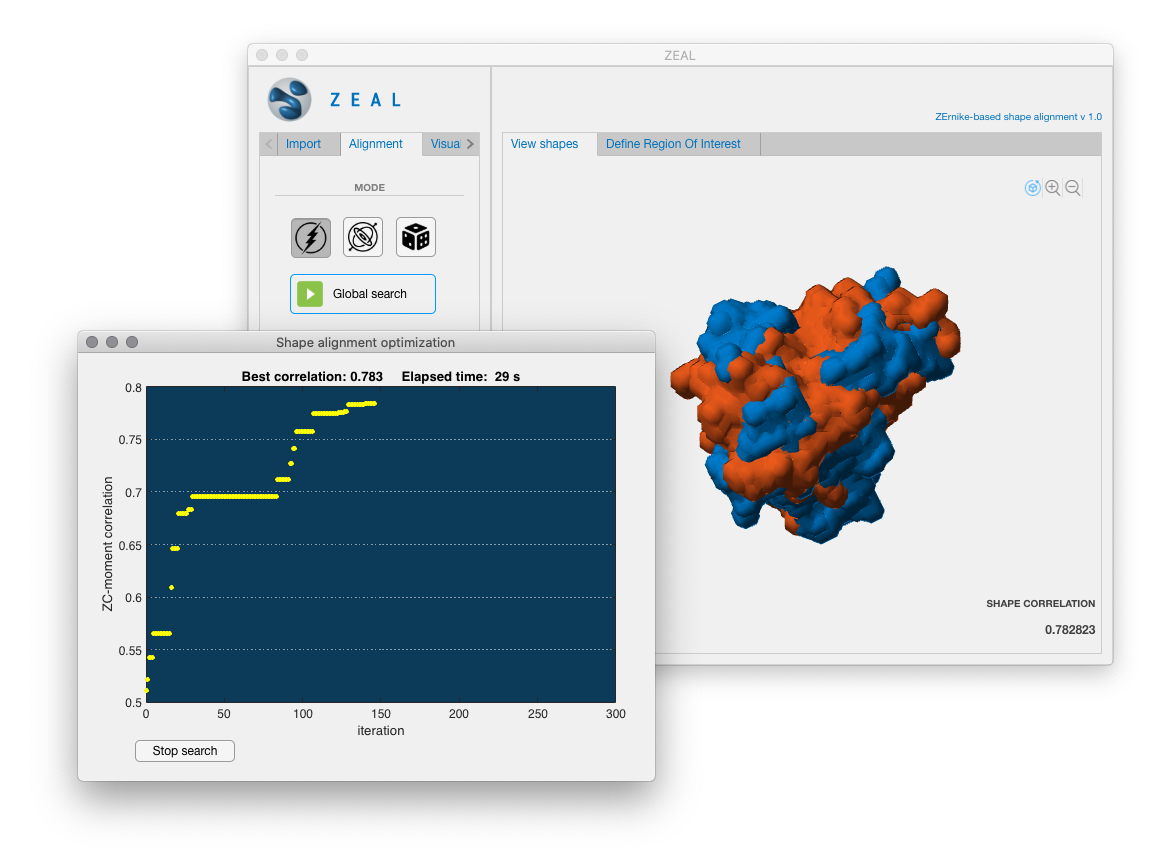 ZEAL
Z E A L
ZErnike-based shape alignment v 1.0
Import
Alignment
Visua
View shapes
Define Region Of Interest
MODE
Global search
SHAPE CORRELATION
0.782823
Shape alignment optimization
Best correlation: 0.783 Elapsed time: 29 s
0.8
0.75
0.7
0.65
0.6
0.55
0.5
ZC-moment correlation
0 50 100 150 200 250 300
iteration
Stop search